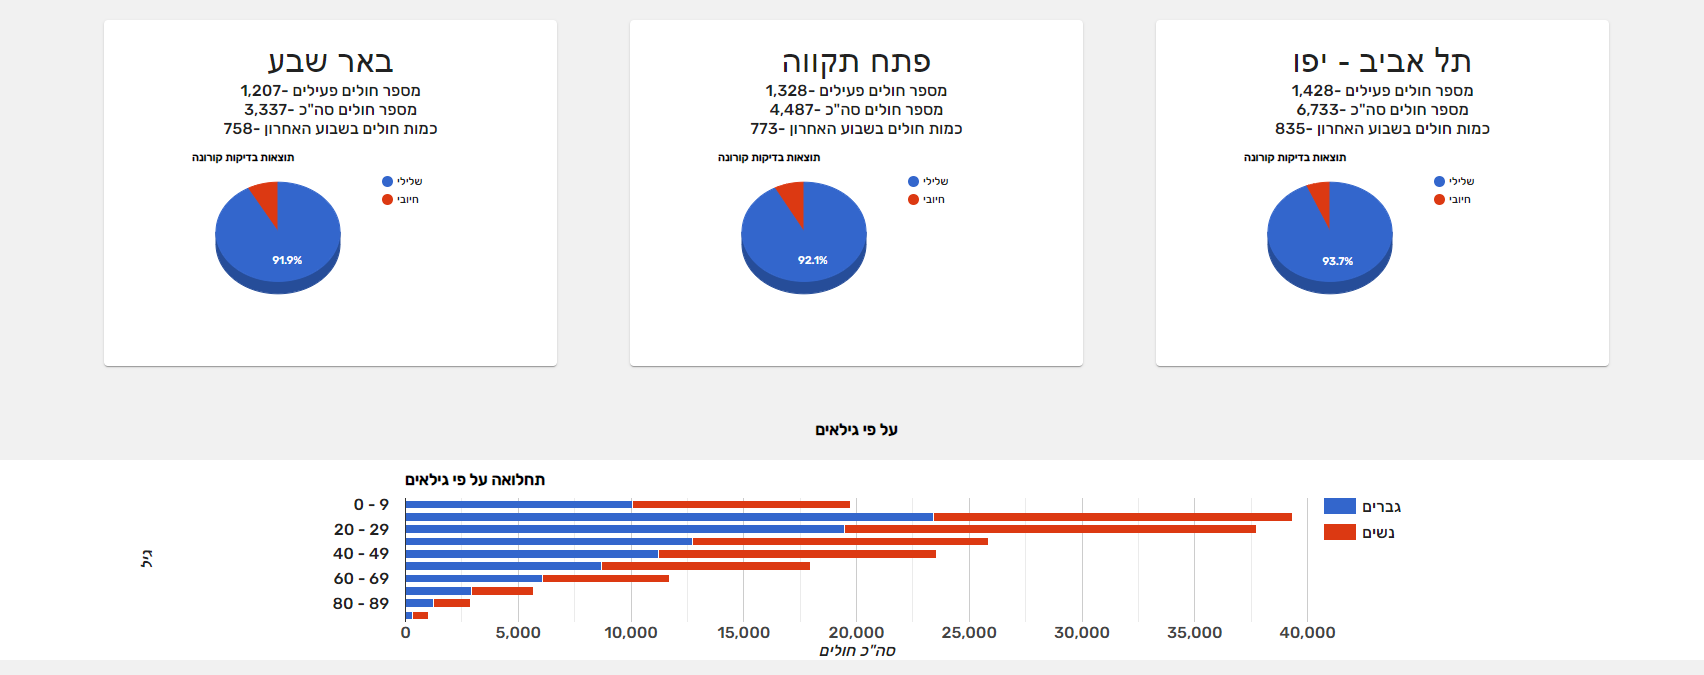 תל אביב - יפו
מספר חולים פעילים -1,428
מספר חולים סה"כ -6,733
כמות חולים בשבוע האחרון -835
תוצאות בדיקות קורונה
שלילי
חיובי
93.7%
פתח תקווה
מספר חולים פעילים -1,328
מספר חולים סה"כ -4,487
כמות חולים בשבוע האחרון -773
תוצאות בדיקות קורונה
שלילי
חיובי
92.1%
באר שבע
מספר חולים פעילים -1,207
מספר חולים סה"כ -3,337
כמות חולים בשבוע האחרון -758
תוצאות בדיקות קורונה
שלילי
חיובי
91.9%
על פי גילאים
תחלואה על פי גילאים
גברים
נשים
0 - 9
20 - 29
40 - 49
60 - 69
80 - 89
גיל
0 5,000 10,000 15,000 20,000 25,000 30,000 35,000 40,000
סה"כ חולים